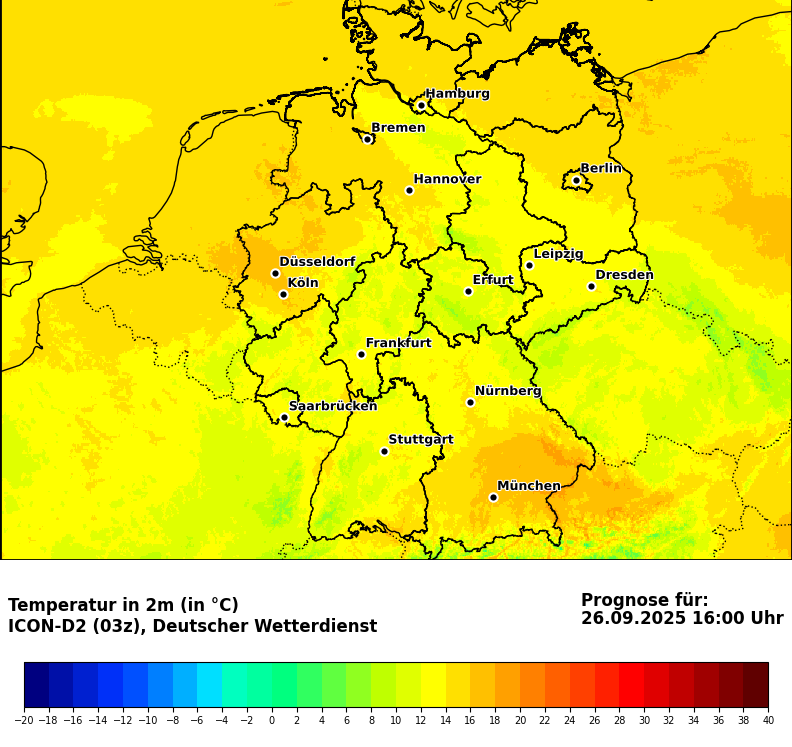 Hamburg
Bremen
Berlin
Hannover
Leipzig
Düsseldorf
Dresden
Erfurt
Köln
Frankfurt
Nürnberg
Saarbrücken
Stuttgart
München
Temperatur in 2m (in °C)
ICON-D2 (03z), Deutscher Wetterdienst
Prognose für:
26.09.2025 16:00 Uhr
−20 −18 −16 −14 −12 −10 −8 −6 −4 −2 0 2 4 6 8 10 12 14 16 18 20 22 24 26 28 30 32 34 36 38 40